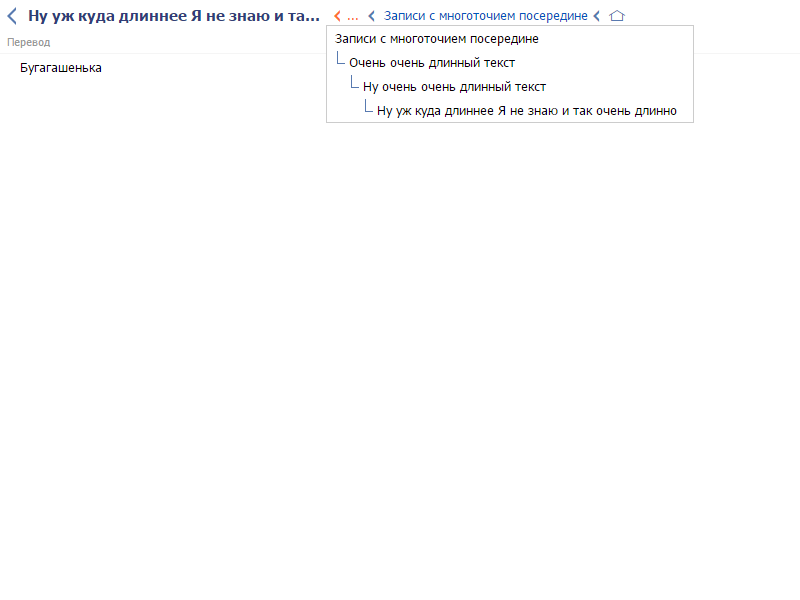 Ну уж куда длиннее Я не знаю и та... ... Записи с многоточием посередине
Перевод
Записи с многоточием посередине
Очень очень длинный текст
Ну очень очень длинный текст
Ну уж куда длиннее Я не знаю и так очень длинно
Бугагашенька